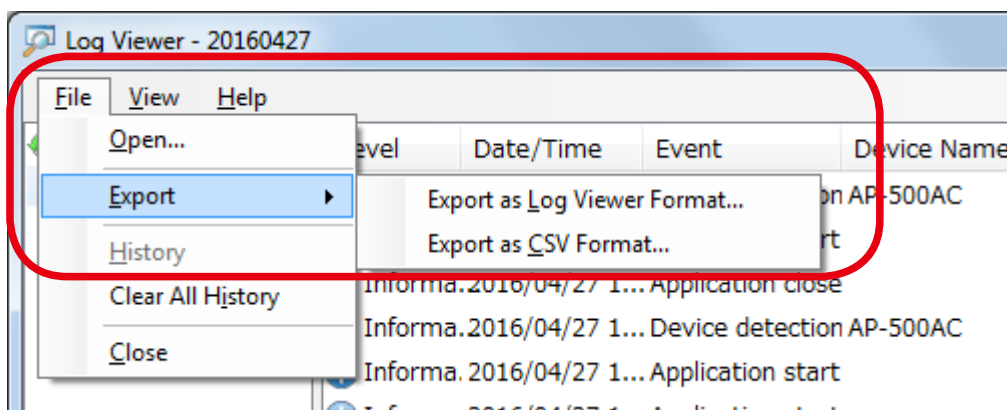 Log Viewer - 20160427
File View Help
Open...
Export
History
Clear All History
Close
Export as Log Viewer Format...
Export as CSV Format...
evel Date/Time Event Device Name
on AP-500AC
rt
Informa. 2016/04/27 1... Application close
Informa. 2016/04/27 1... Device detection AP-500AC
Informa. 2016/04/27 1... Application start